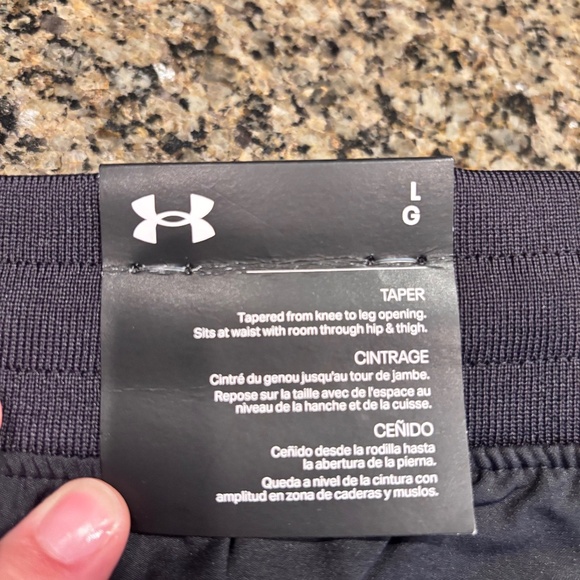 L
G
TAPER
Tapered from knee to leg opening.
Sits at waist with room through hip & thigh.
CINTRAGE
Cintré du genou jusqu'au tour de jambe.
Repose sur la taille avec de l'espace au
niveau de la hanche et de la cuisse.
CEÑIDO
Ceñido desde la rodilla hasta
la abertura de la pierna.
Queda a nivel de la cintura con
amplitud en zona de caderas y muslos.